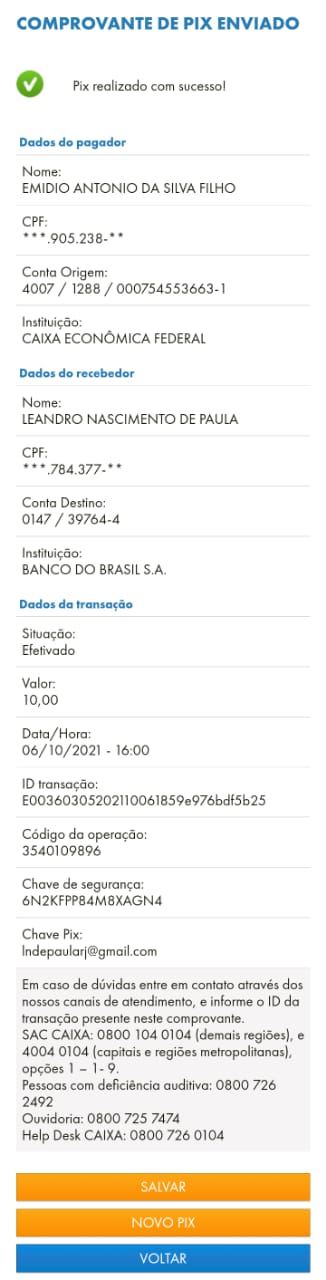 COMPROVANTE DE PIX ENVIADO
Pix realizado com sucesso!
Dados do pagador
Nome:
EMIDIO ANTONIO DA SILVA FILHO
CPF:
***.905.238-**
Conta Origem:
4007 / 1288 / 000754553663-1
Instituição:
CAIXA ECONÔMICA FEDERAL
Dados do recebedor
Nome:
LEANDRO NASCIMENTO DE PAULA
CPF:
***.784.377-**
Conta Destino:
0147 / 39764-4
Instituição:
BANCO DO BRASIL S.A.
Dados da transação
Situação:
Efetivado
Valor:
10,00
Data/Hora:
06/10/2021 - 16:00
ID transação:
E00360305202110061859e976bdf5b25
Código da operação:
3540109896
Chave de segurança:
6N2KFPP84M8XAGN4
Chave Pix:
lndepaularj@gmail.com
Em caso de dúvidas entre em contato através dos
nossos canais de atendimento, e informe o ID da
transação presente neste comprovante.
SAC CAIXA: 0800 104 0104 (demais regiões), e
4004 0104 (capitais e regiões metropolitanas),
opções 1 – 1- 9.
Pessoas com deficiência auditiva: 0800 726
2492
Ouvidoria: 0800 725 7474
Help Desk CAIXA: 0800 726 0104
SALVAR
NOVO PIX
VOLTAR